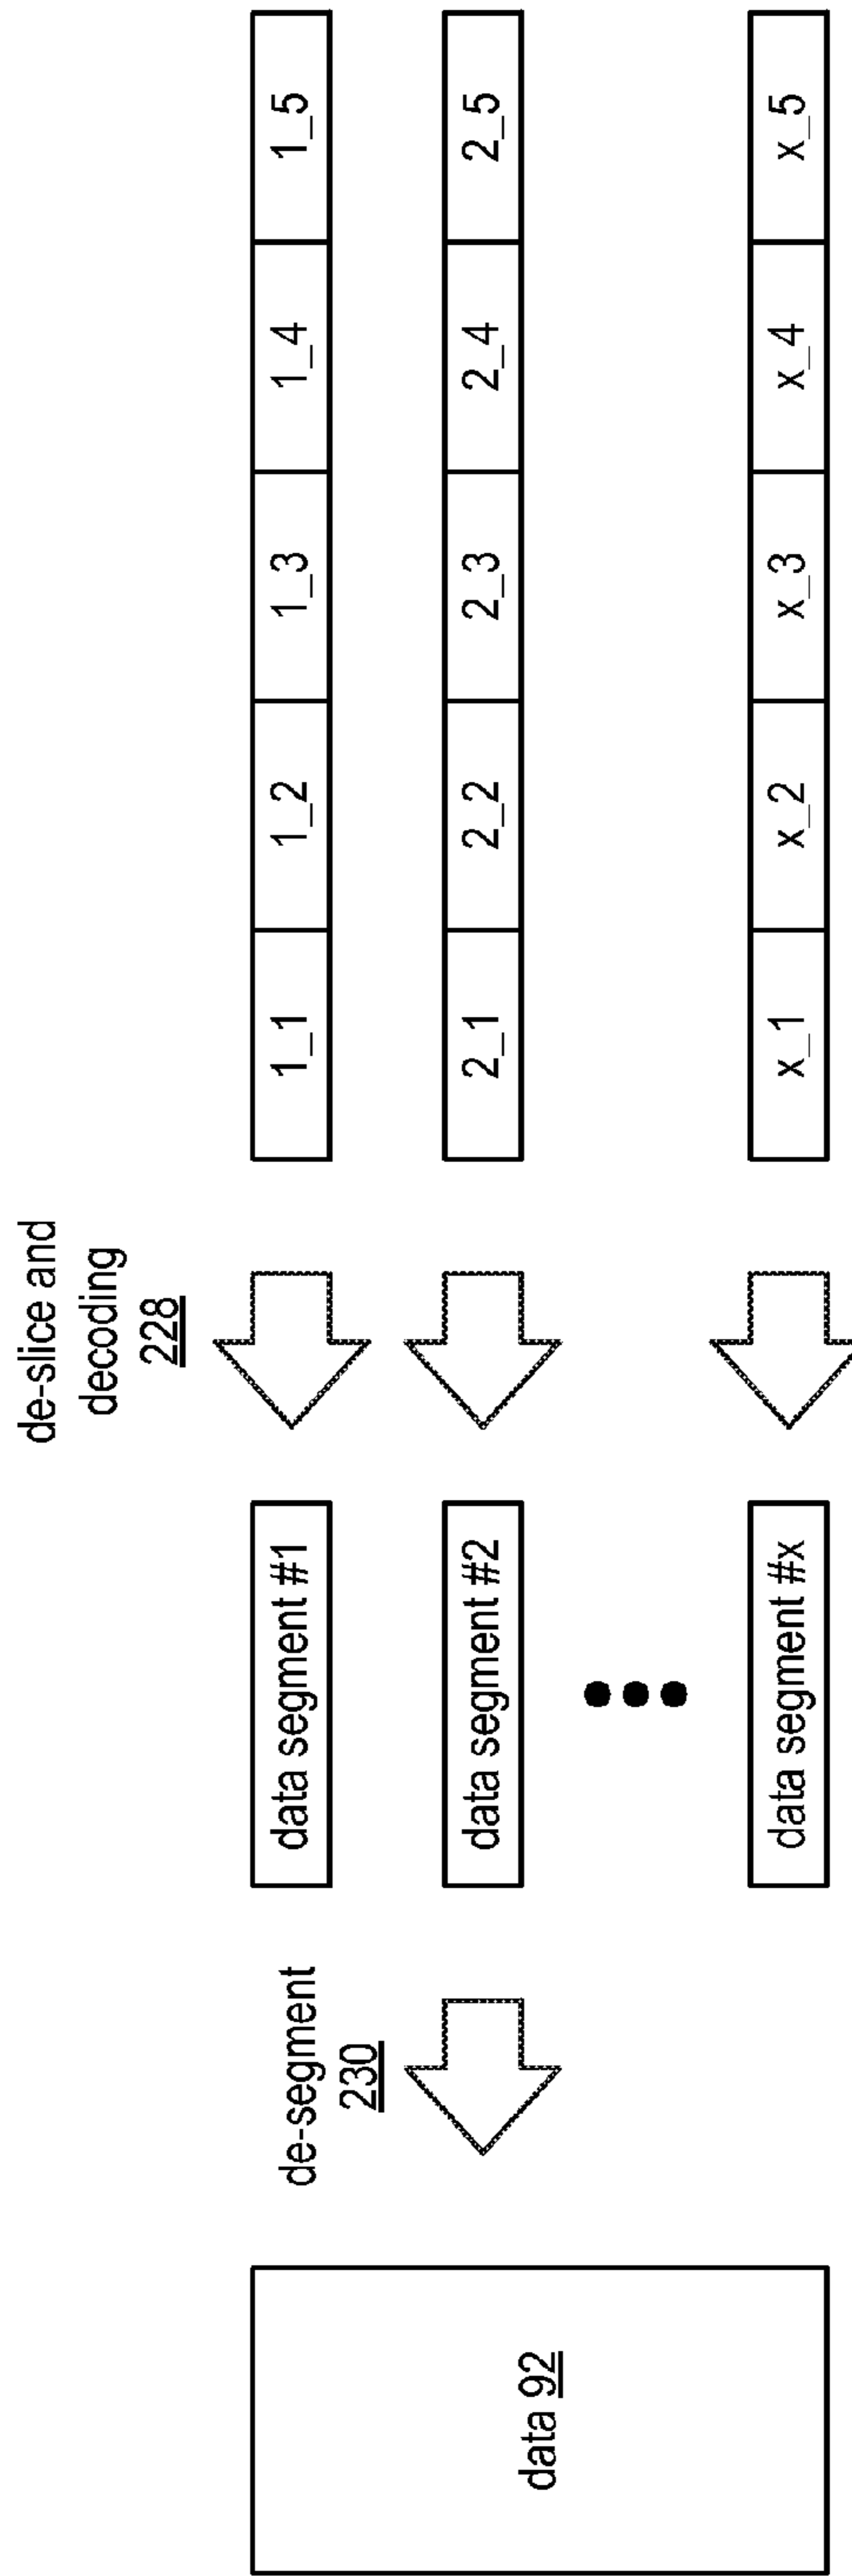 de-slice and
decoding
228
1_1 1_2 1_3 1_4 1_5
2_1 2_2 2_3 2_4 2_5
x_1 x_2 x_3 x_4 x_5
data segment #1
data segment #2
data segment #x
de-segment
230
data 92